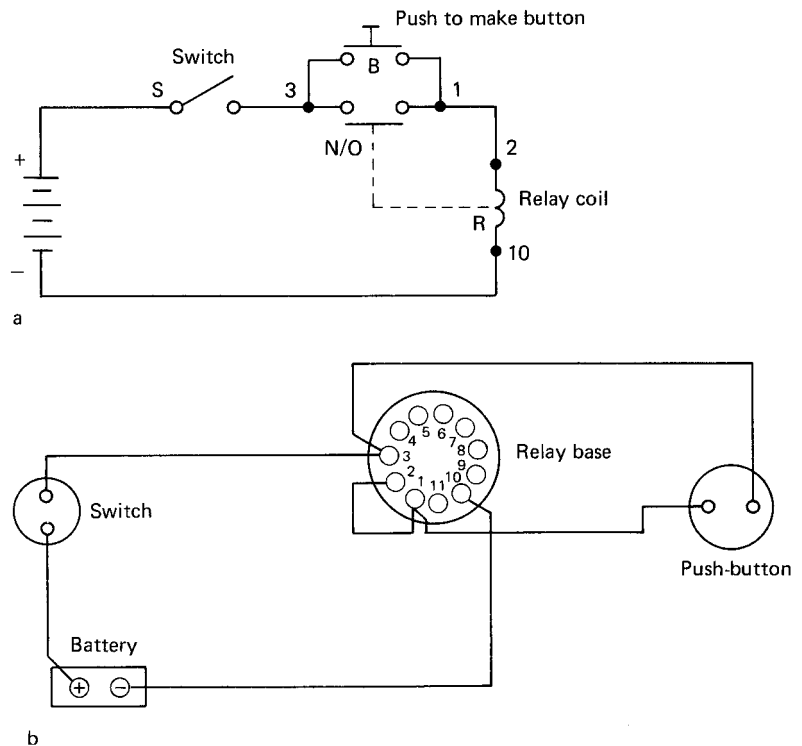 Push to make button
Switch
B
S
3
1
N/O
2
+
Relay coil
R
10
−
a
5
6
4
7
3
8
Relay base
2
9
1
11
10
Switch
Push-button
Battery
+
−
b